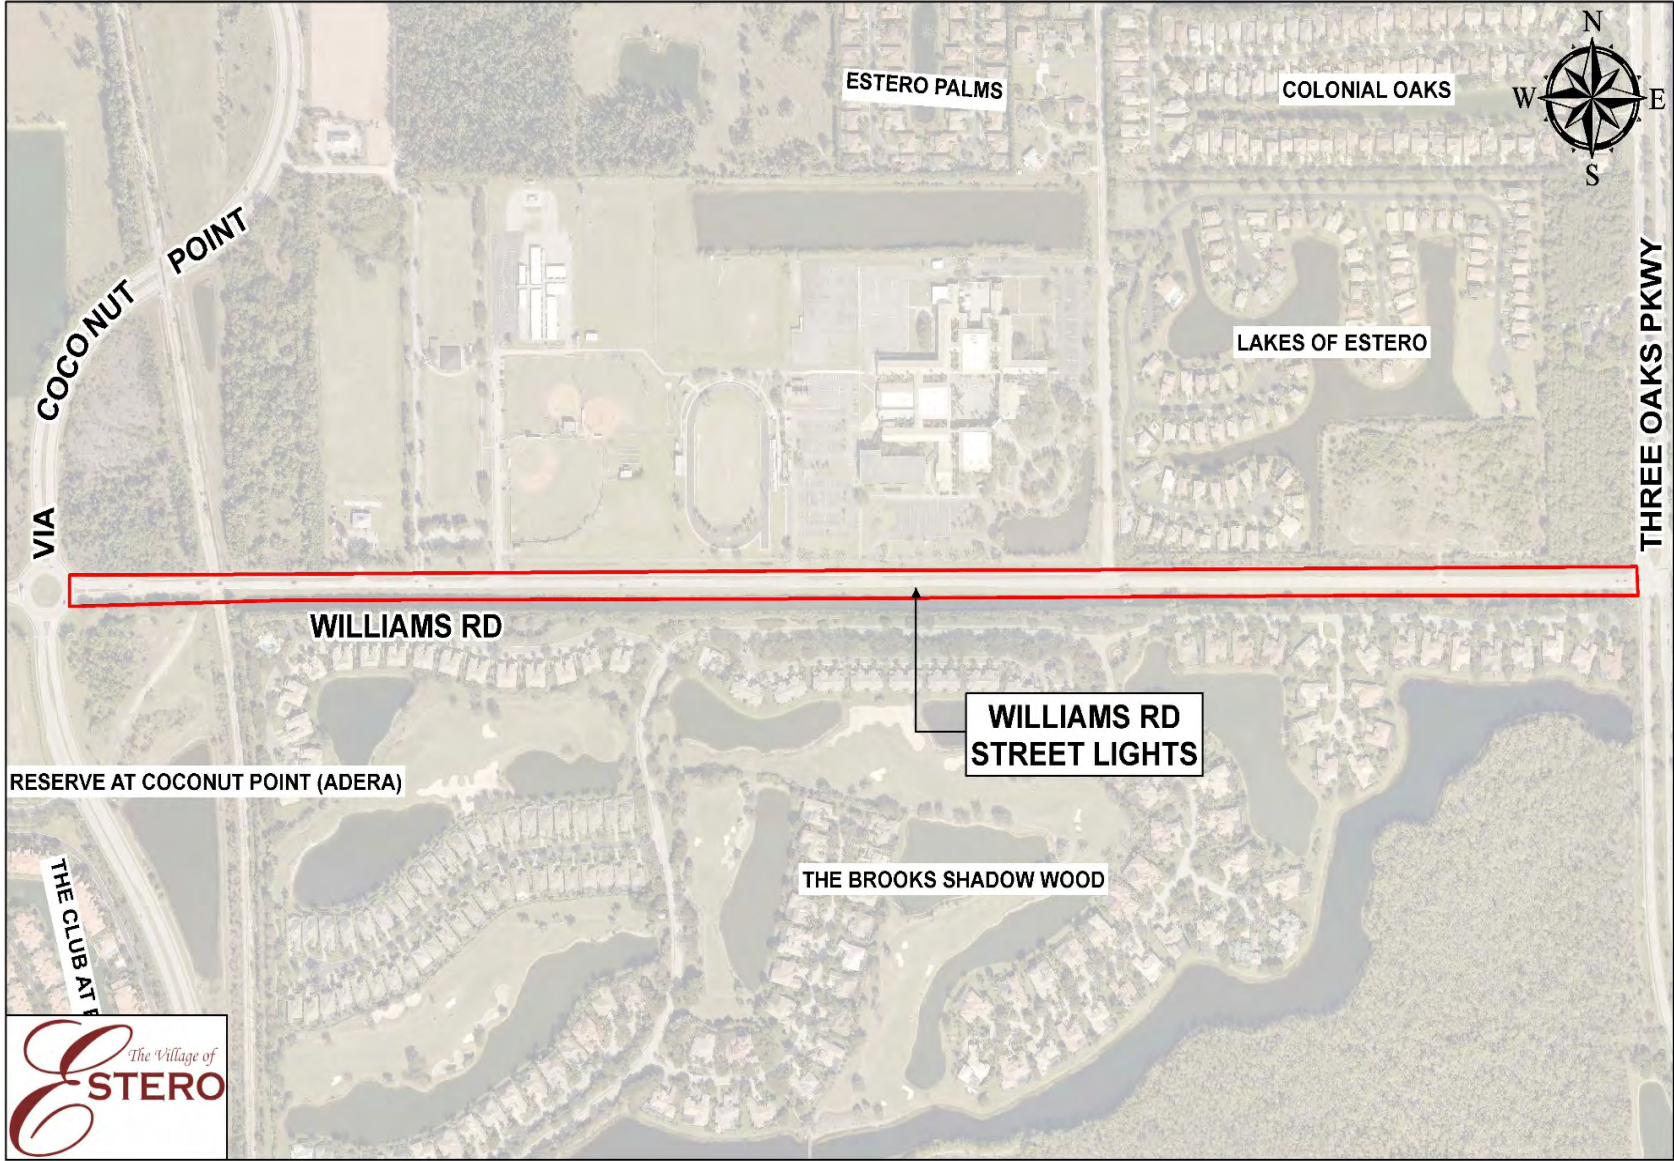 N
W
E
S
ESTERO PALMS
COLONIAL OAKS
VIA COCONUT POINT
LAKES OF ESTERO
THREE OAKS PKWY
WILLIAMS RD
WILLIAMS RD
STREET LIGHTS
RESERVE AT COCONUT POINT (ADERA)
THE BROOKS SHADOW WOOD
THE CLUB AT
The Village of
ESTERO